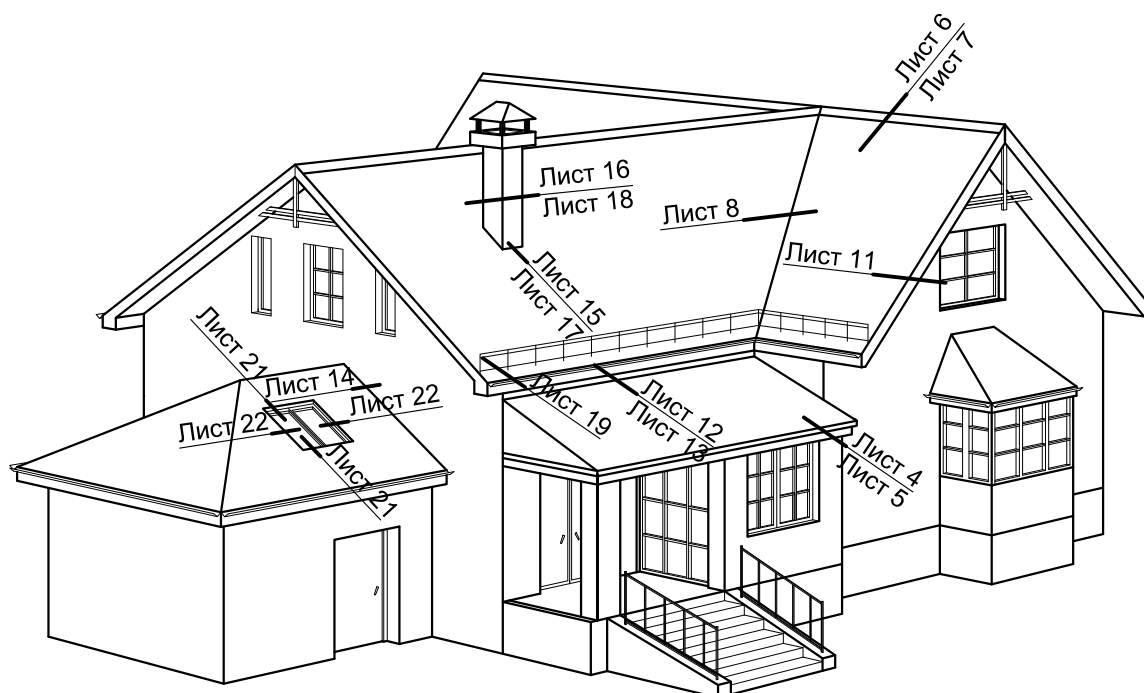 Лист 6
Лист 7
Лист 16
Лист 18
Лист 8
Лист 11
Лист 15
Лист 17
Лист 21
Лист 14
Лист 22
Лист 22
Лист 21
Лист 19
Лист 12
Лист 13
Лист 4
Лист 5